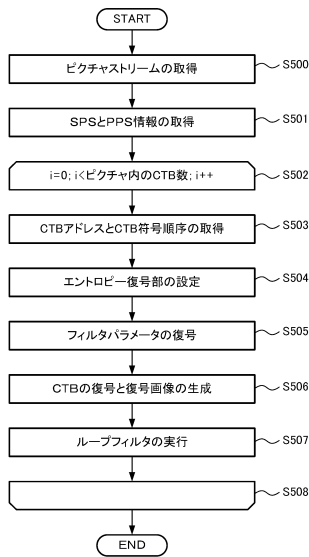 START
ピクチャストリームの取得
S500
SPSとPPS情報の取得
S501
i=0; i<ピクチャ内のCTB数; i++
S502
CTBアドレスとCTB符号順序の取得
S503
エントロピー復号部の設定
S504
フィルタパラメータの復号
S505
CTBの復号と復号画像の生成
S506
ループフィルタの実行
S507
S508
END